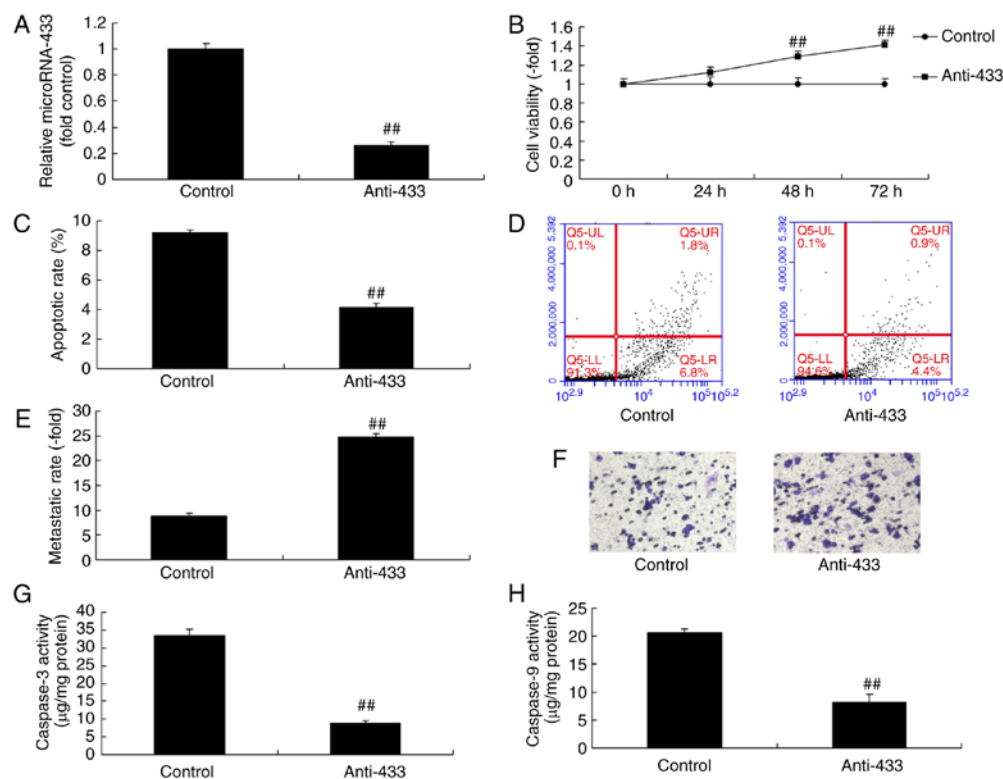 A
Relative microRNA-433
(fold control)
1.2
1
0.8
0.6
0.4
0.2
0
##
Control
Anti-433
B
Cell viability (-fold)
1.6
1.4
1.2
1
0.8
0.6
0.4
0.2
0
##
##
0 h
24 h
48 h
72 h
Control
Anti-433
C
Apoptotic rate (%)
10
8
6
4
2
0
##
Control
Anti-433
D
5,392
4,000,000
2,000,000
Q5-UL
0.1%
Q5-UR
1.8%
Q5-LL
91.3%
Q5-LR
6.8%
10^2.9
10^4
10^5
10^5.2
Control
5,392
4,000,000
2,000,000
Q5-UL
0.1%
Q5-UR
0.9%
Q5-LL
94.6%
Q5-LR
4.4%
10^2.9
10^4
10^5
10^5.2
Anti-433
E
Metastatic rate (-fold)
30
25
20
15
10
5
0
##
Control
Anti-433
F
Control
Anti-433
G
Caspase-3 activity
(µg/mg protein)
40
35
30
25
20
15
10
5
0
##
Control
Anti-433
H
Caspase-9 activity
(µg/mg protein)
25
20
15
10
5
0
##
Control
Anti-433